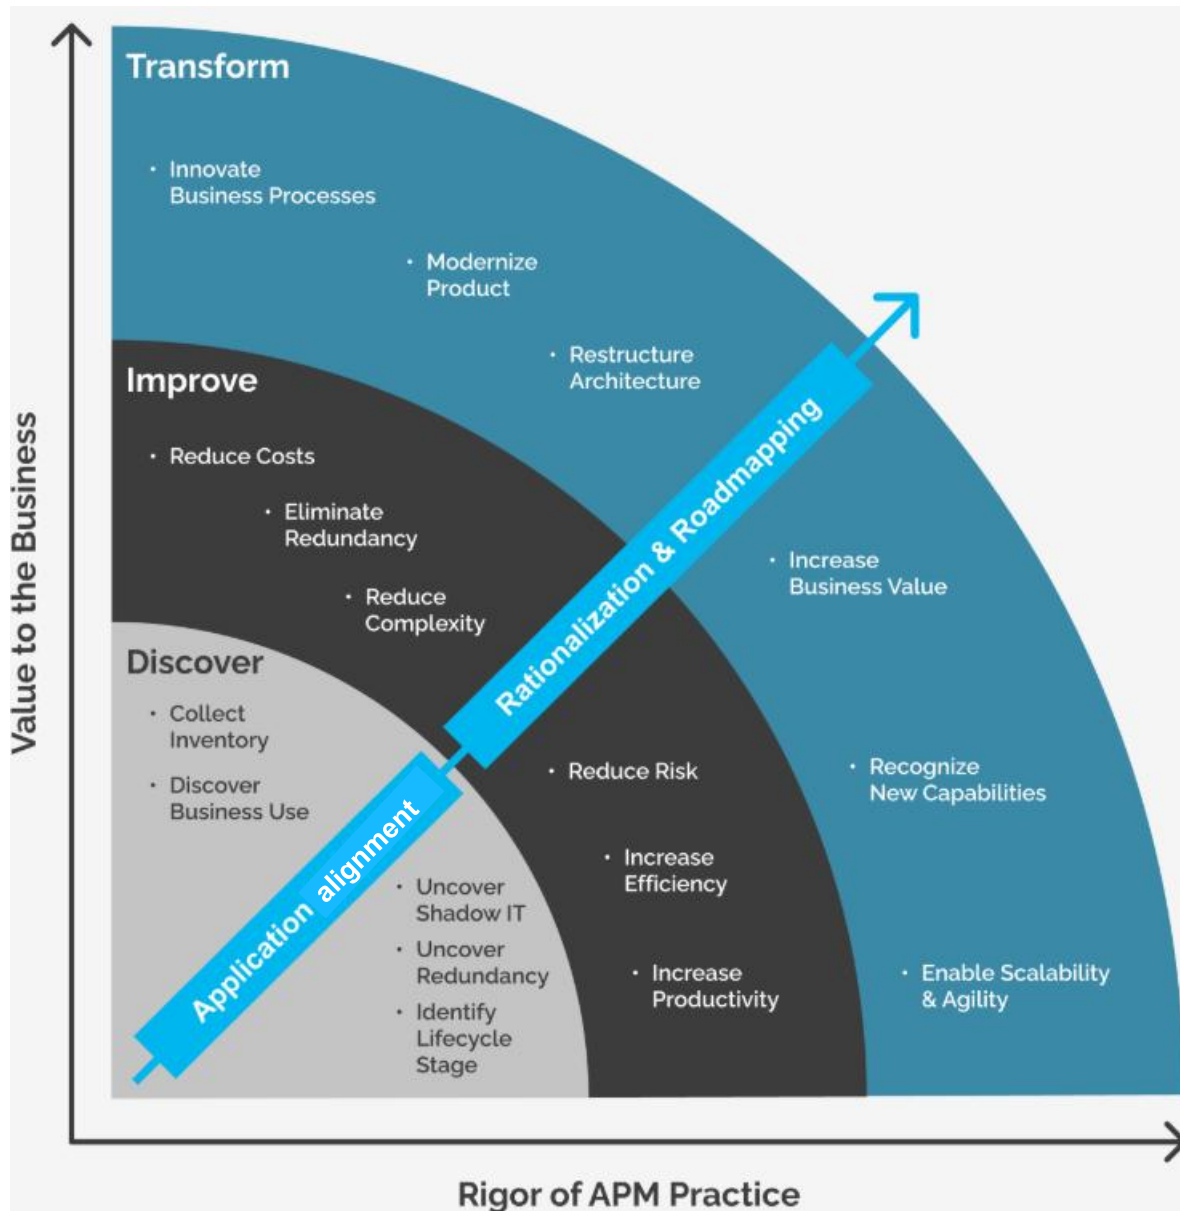 Transform
• Innovate
Business Processes
• Modernize
Product
• Restructure
Architecture
• Increase
Business Value
• Recognize
New Capabilities
• Enable Scalability
& Agility
Improve
• Reduce Costs
• Eliminate
Redundancy
• Reduce
Complexity
• Reduce Risk
• Increase
Efficiency
• Increase
Productivity
Discover
• Collect
Inventory
• Discover
Business Use
• Uncover
Shadow IT
• Uncover
Redundancy
• Identify
Lifecycle
Stage
Application alignment
Rationalization & Roadmapping
Value to the Business
Rigor of APM Practice